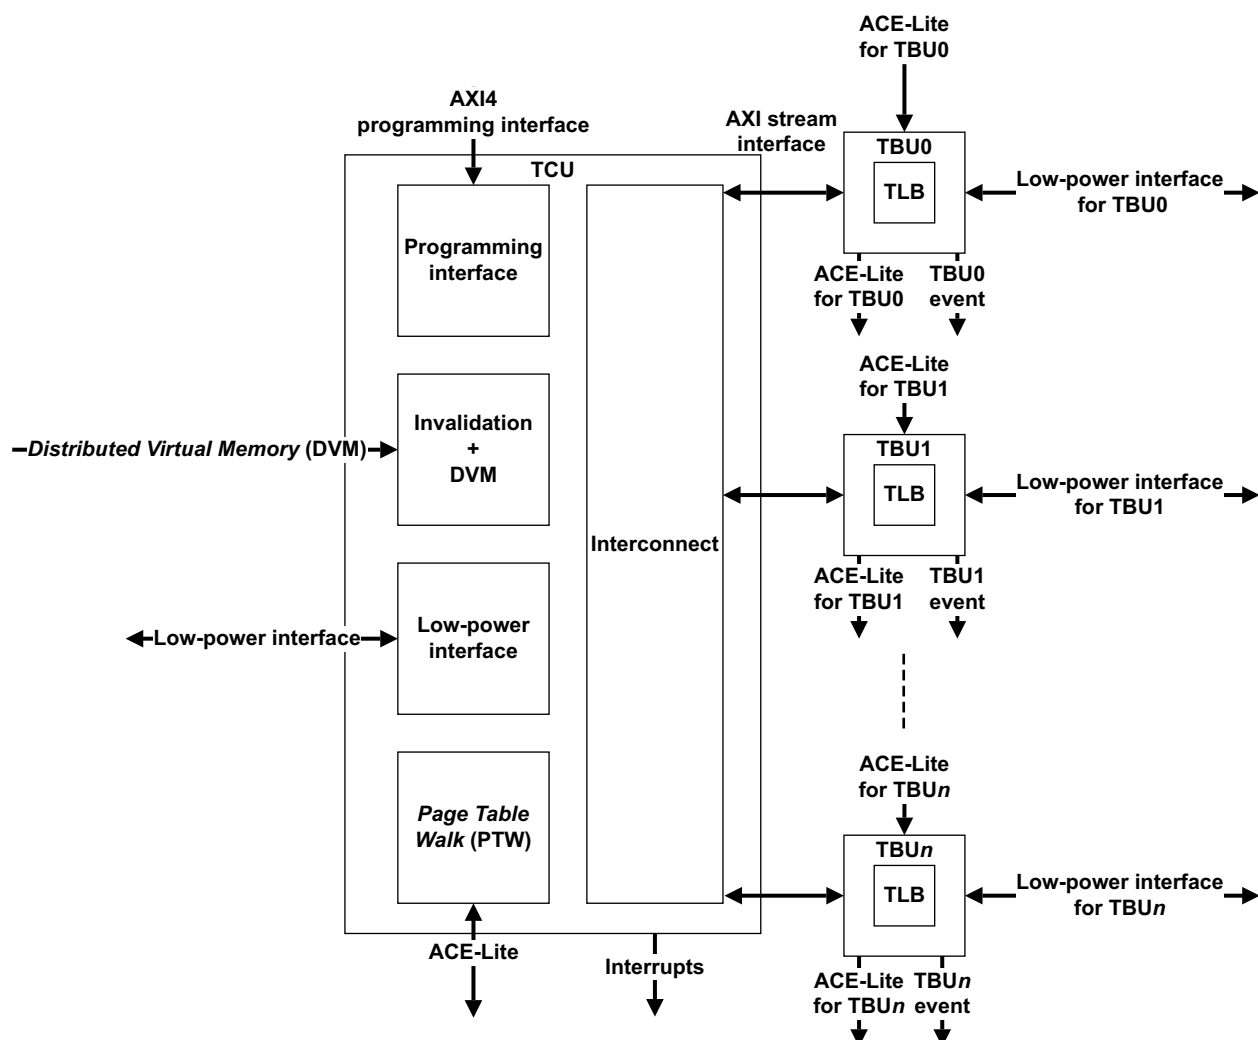 ACE-Lite
for TBU0
AXI4
programming interface
AXI stream
interface
TCU
TBU0
TLB
Low-power interface
for TBU0
Programming
interface
ACE-Lite
for TBU0
TBU0
event
ACE-Lite
for TBU1
Distributed Virtual Memory (DVM)
Invalidation
+
DVM
TBU1
TLB
Low-power interface
for TBU1
Interconnect
ACE-Lite
for TBU1
TBU1
event
Low-power interface
Low-power
interface
ACE-Lite
for TBUn
Page Table
Walk (PTW)
TBUn
TLB
Low-power interface
for TBUn
ACE-Lite
Interrupts
ACE-Lite
for TBUn
TBUn
event